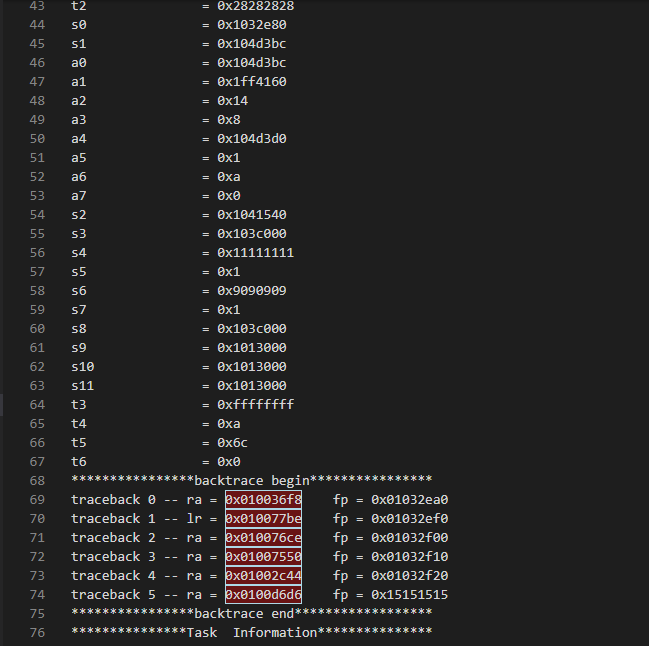 43 t2 = 0x28282828
44 s0 = 0x1032e80
45 s1 = 0x104d3bc
46 a0 = 0x104d3bc
47 a1 = 0x1ff4160
48 a2 = 0x14
49 a3 = 0x8
50 a4 = 0x104d3d0
51 a5 = 0x1
52 a6 = 0xa
53 a7 = 0x0
54 s2 = 0x1041540
55 s3 = 0x103c000
56 s4 = 0x11111111
57 s5 = 0x1
58 s6 = 0x9090909
59 s7 = 0x1
60 s8 = 0x103c000
61 s9 = 0x1013000
62 s10 = 0x1013000
63 s11 = 0x1013000
64 t3 = 0xffffffff
65 t4 = 0xa
66 t5 = 0x6c
67 t6 = 0x0
68 ****************backtrace begin****************
69 traceback 0 -- ra = 0x010036f8 fp = 0x01032ea0
70 traceback 1 -- lr = 0x010077be fp = 0x01032ef0
71 traceback 2 -- ra = 0x010076ce fp = 0x01032f00
72 traceback 3 -- ra = 0x01007550 fp = 0x01032f10
73 traceback 4 -- ra = 0x01002c44 fp = 0x01032f20
74 traceback 5 -- ra = 0x0100d6d6 fp = 0x15151515
75 ****************backtrace end******************
76 ***************Task  Information***************